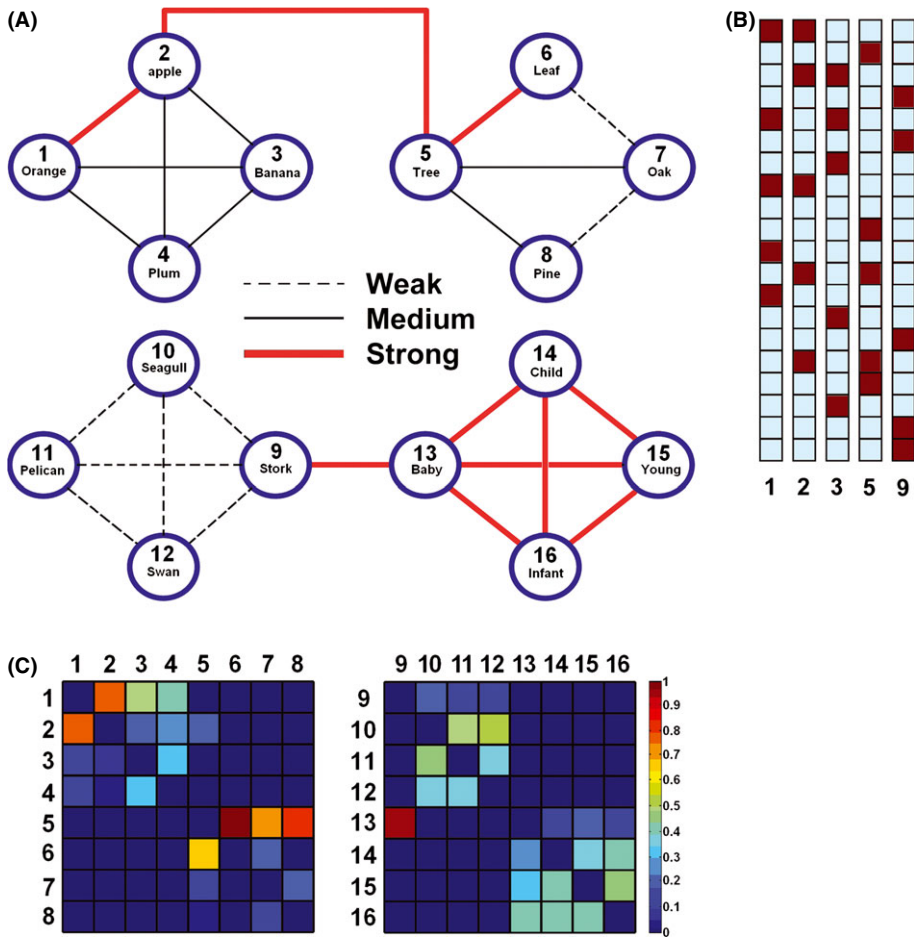 (A)
2
apple
1
Orange
3
Banana
4
Plum
6
Leaf
5
Tree
7
Oak
8
Pine
Weak
Medium
Strong
10
Seagull
11
Pelican
9
Stork
12
Swan
14
Child
13
Baby
15
Young
16
Infant
(B)
1 2 3 5 9
(C)
1 2 3 4 5 6 7 8
1
2
3
4
5
6
7
8
9 10 11 12 13 14 15 16
9
10
11
12
13
14
15
16
1
0.9
0.8
0.7
0.6
0.5
0.4
0.3
0.2
0.1
0